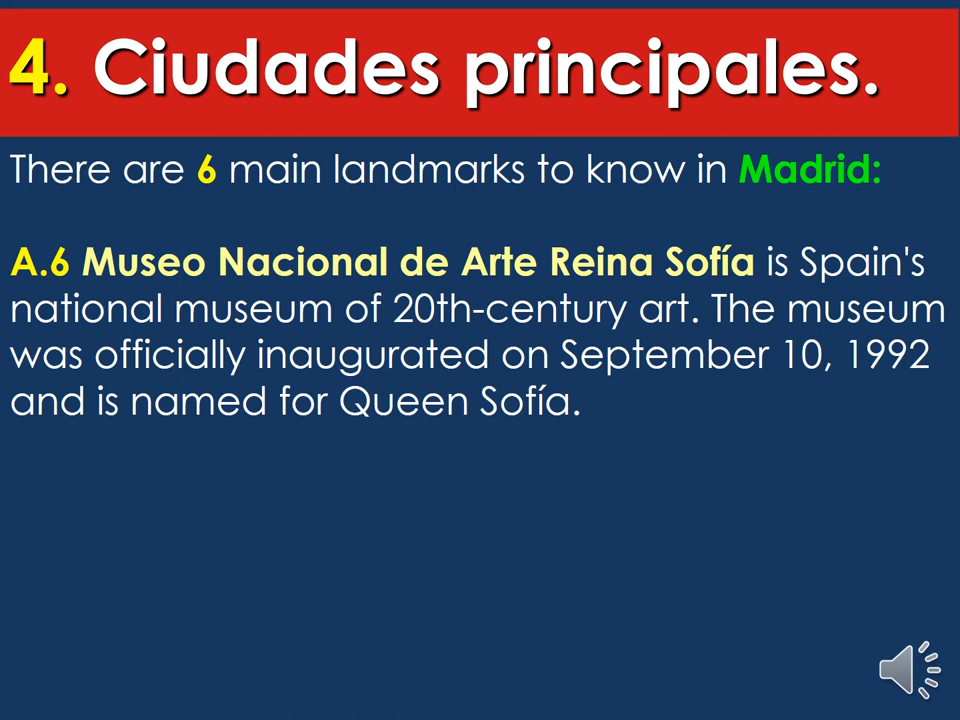 4. Ciudades principales.
There are 6 main landmarks to know in Madrid:
A.6 Museo Nacional de Arte Reina Sofía is Spain's
national museum of 20th-century art. The museum
was officially inaugurated on September 10, 1992
and is named for Queen Sofía.